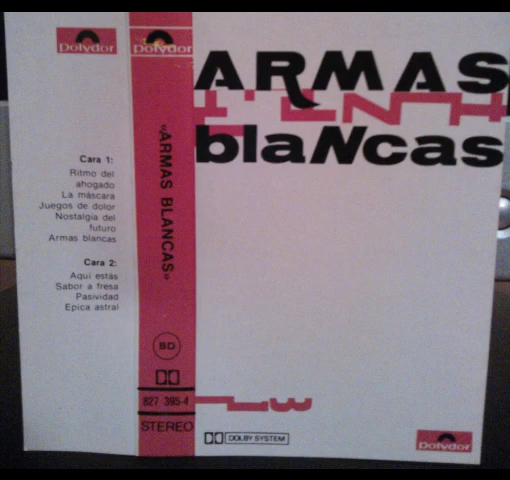 Polydor
Cara 1:
Ritmo del
ahogado
La máscara
Juegos de dolor
Nostalgia del
futuro
Armas blancas
Cara 2:
Aquí estás
Sabor a fresa
Pasividad
Epica astral
Polydor
«ARMAS BLANCAS»
BD
827 395-4
STEREO
ARMAS
blaNcas
DOLBY SYSTEM
Polydor